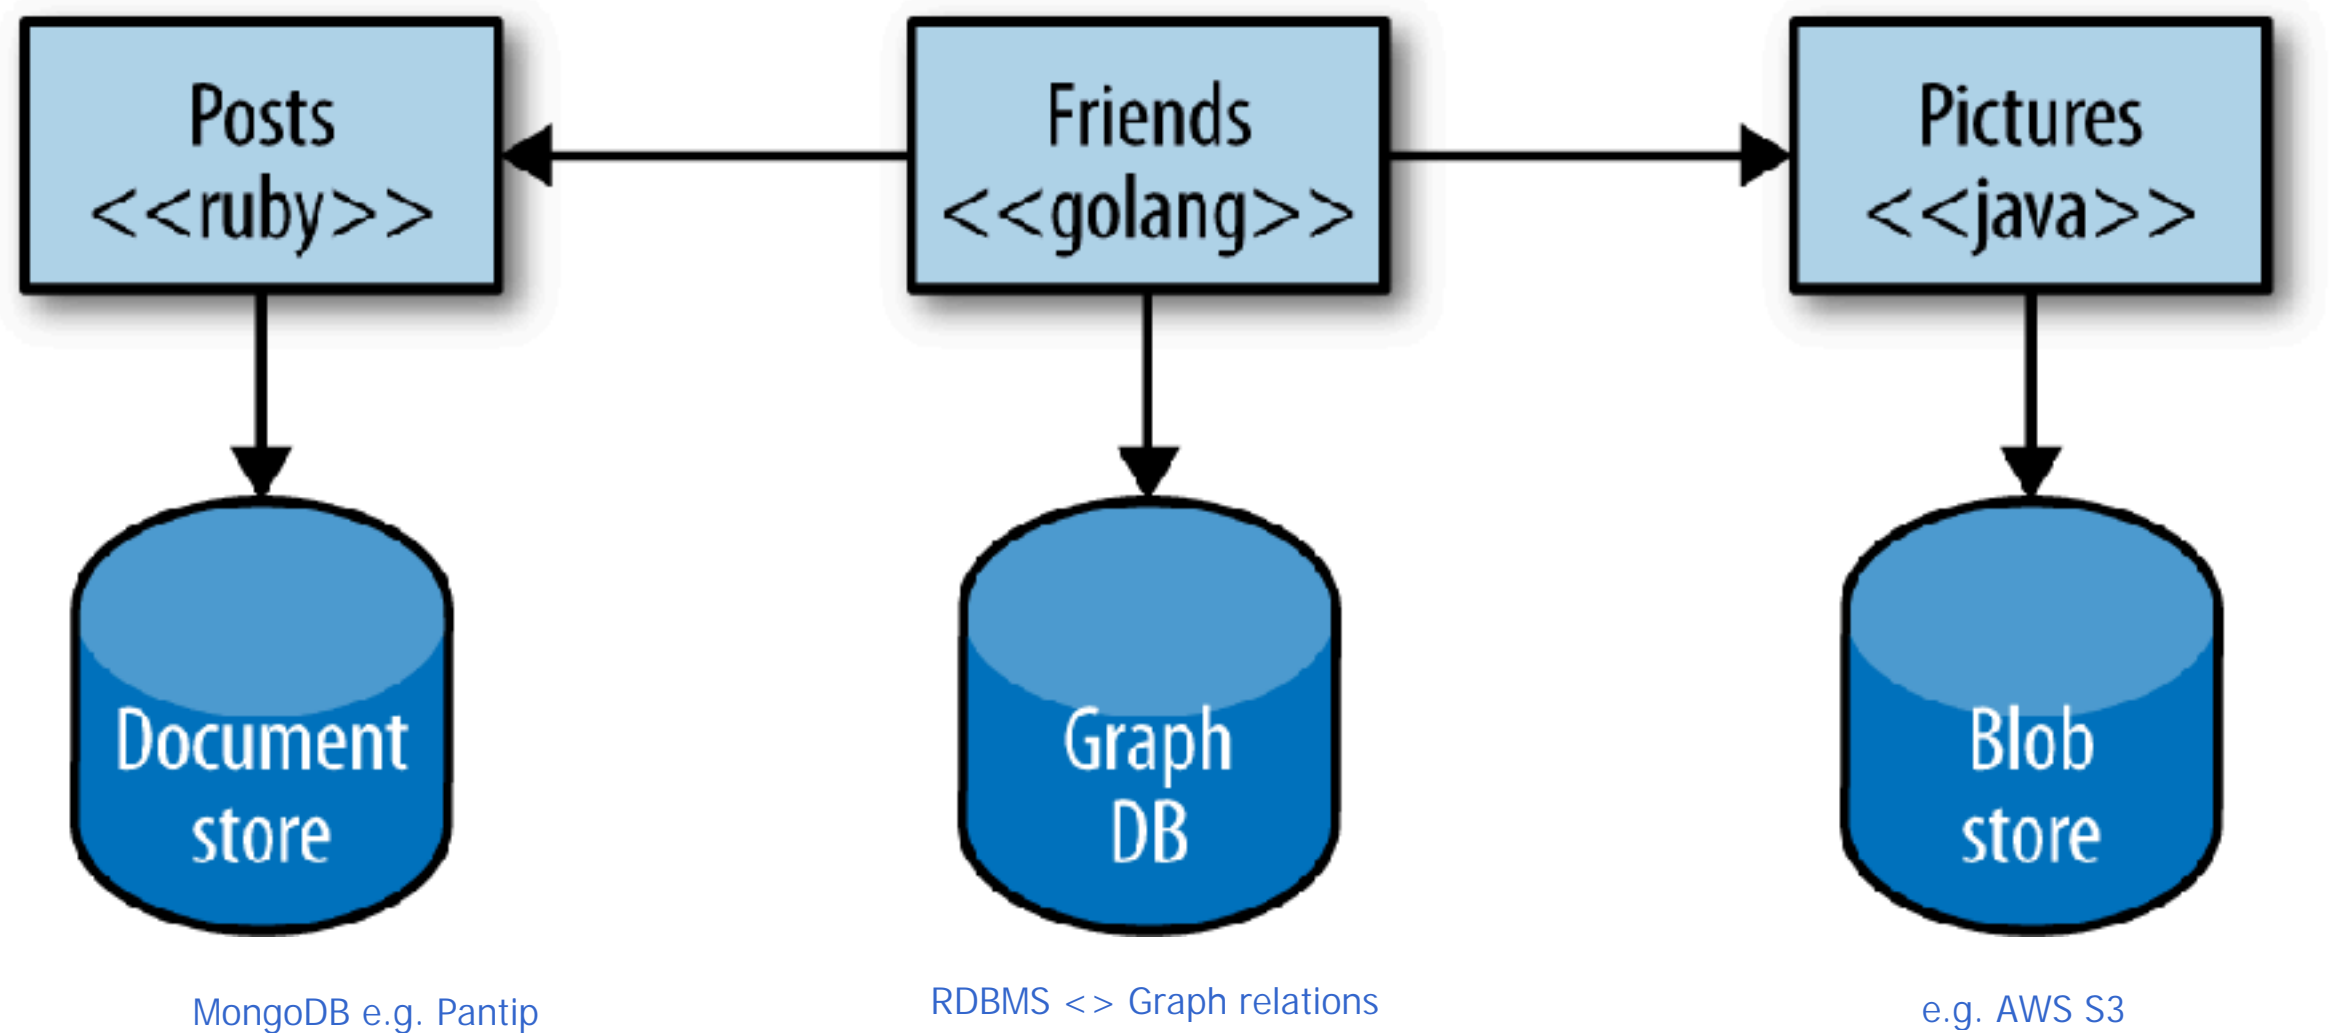 Posts
<<ruby>>
Friends
<<golang>>
Pictures
<<java>>
Document
store
Graph
DB
Blob
store
MongoDB e.g. Pantip
RDBMS <> Graph relations
e.g. AWS S3